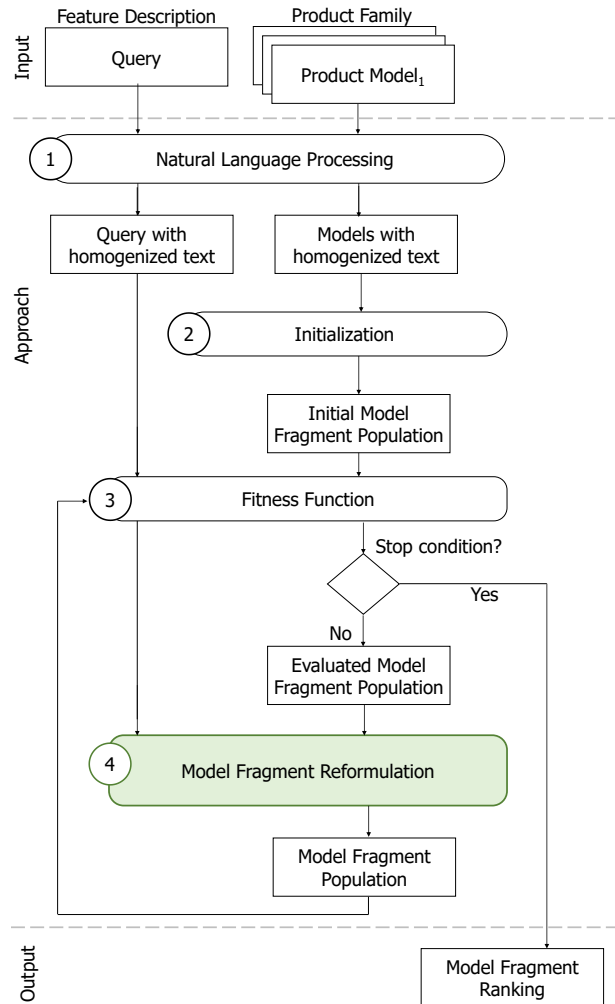 Feature Description
Product Family
Input
Query
Product Model1
1
Natural Language Processing
Query with
homogenized text
Models with
homogenized text
Approach
2
Initialization
Initial Model
Fragment Population
3
Fitness Function
Stop condition?
Yes
No
Evaluated Model
Fragment Population
4
Model Fragment Reformulation
Model Fragment
Population
Output
Model Fragment
Ranking